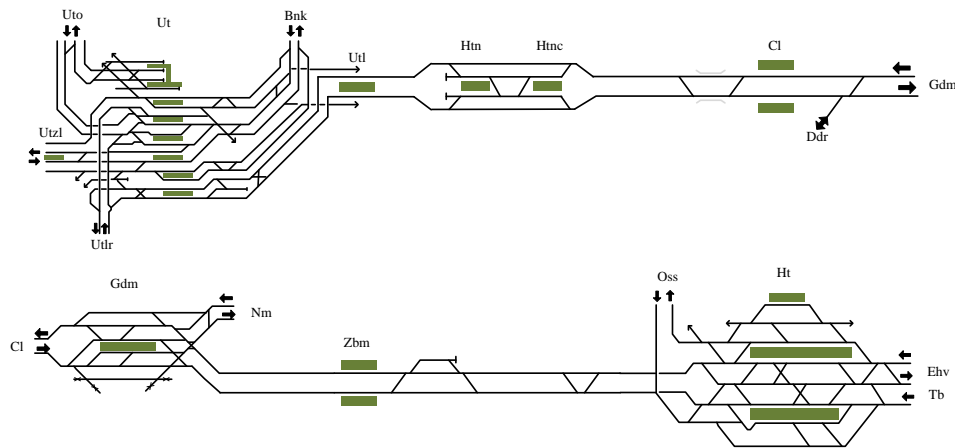 Uto
Ut
Bnk
Utl
Htn
Htnc
Cl
Gdm
Utzl
Ddr
Utlr
Gdm
Oss
Ht
Nm
Cl
Zbm
Ehv
Tb